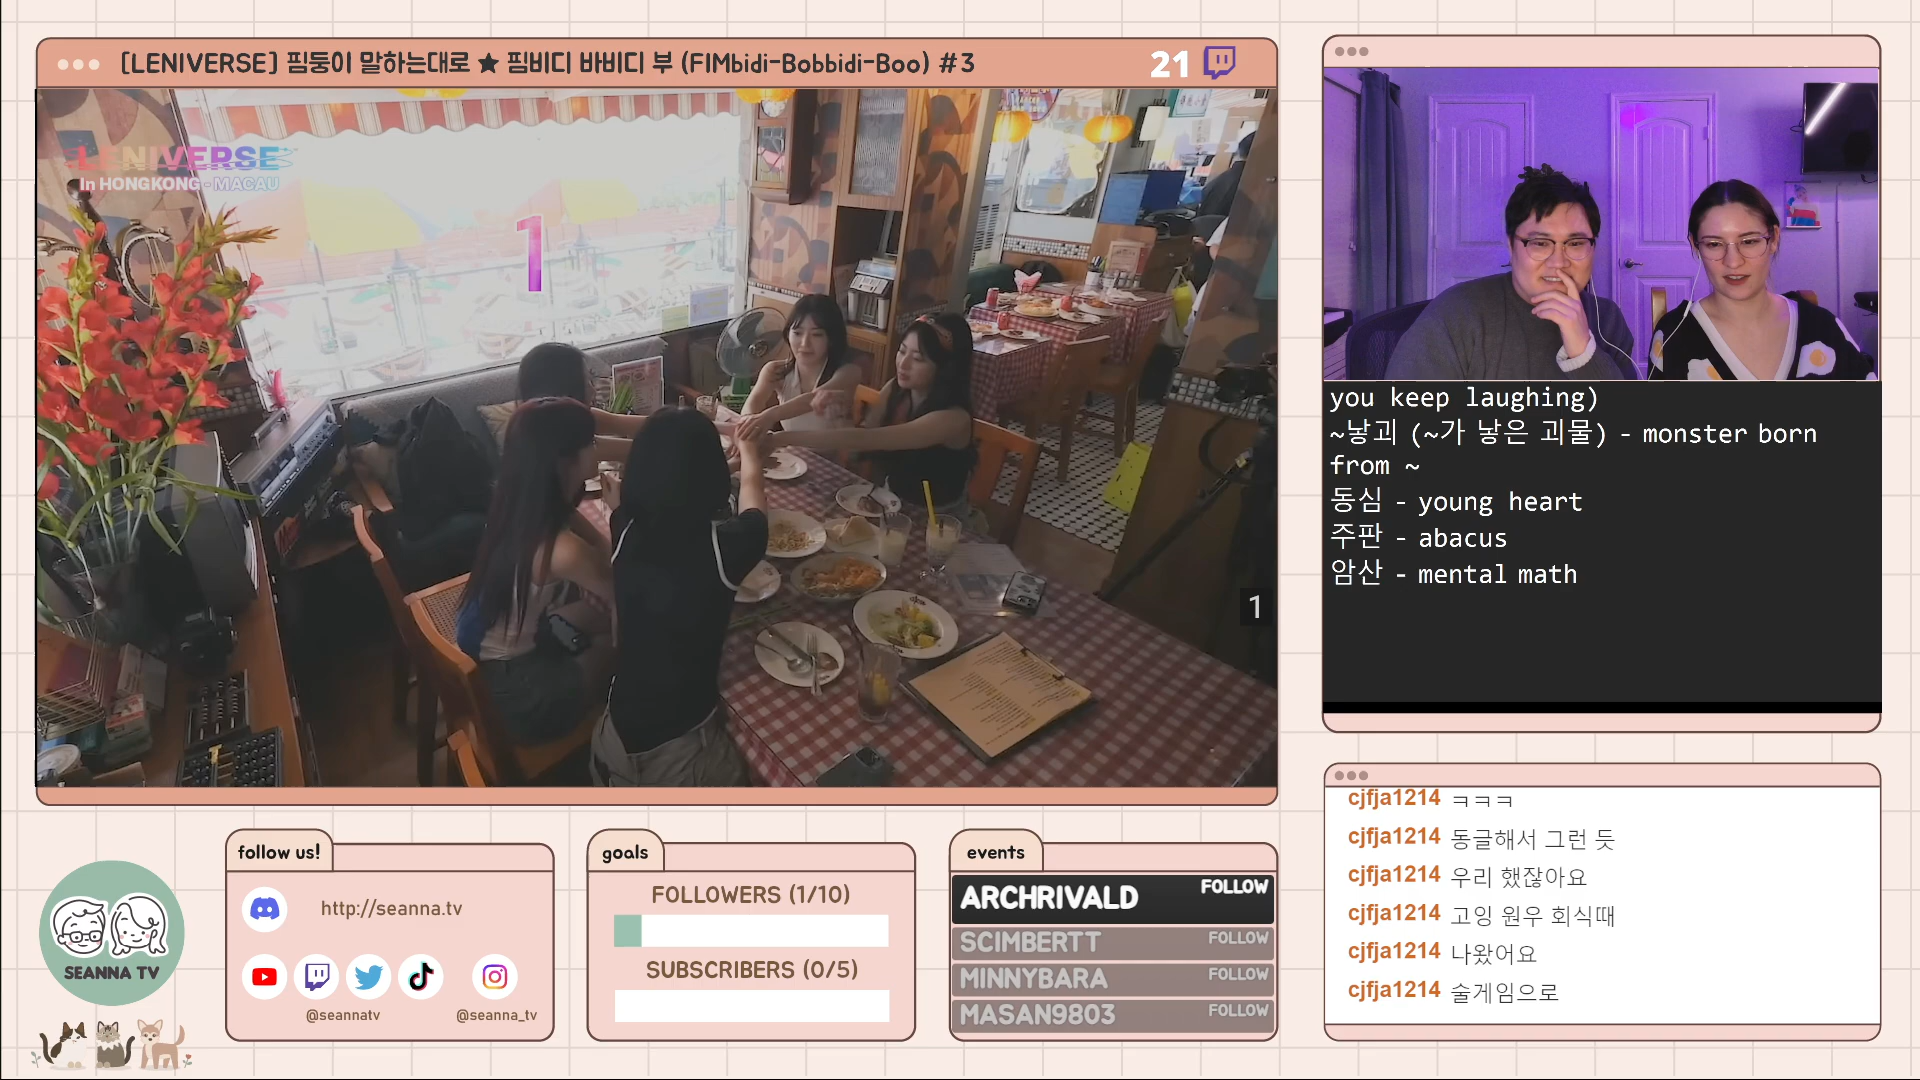 [LENIVERSE] 핌둥이 말하는대로 ★ 핌비디 바비디 부 (FIMbidi-Bobbidi-Boo) #3
21
LENIVERSE
In HONGKONG - MACAU
1
1
you keep laughing)
~낳괴 (~가 낳은 괴물) - monster born
from ~
동심 - young heart
주판 - abacus
암산 - mental math
cjfja1214 ㅋㅋㅋ
cjfja1214 동글해서 그런 듯
cjfja1214 우리 했잖아요
cjfja1214 고잉 원우 회식때
cjfja1214 나왔어요
cjfja1214 술게임으로
SEANNA TV
follow us!
http://seanna.tv
@seannatv
@seanna_tv
goals
FOLLOWERS (1/10)
SUBSCRIBERS (0/5)
events
ARCHRIVALD FOLLOW
SCIMBERTT FOLLOW
MINNYBARA FOLLOW
MASAN9803 FOLLOW